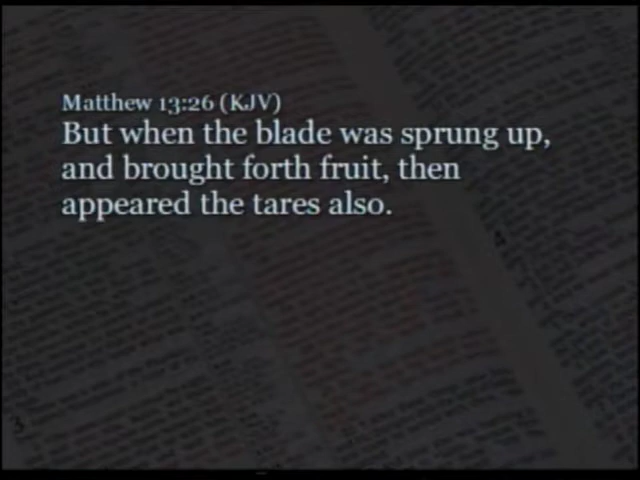 Matthew 13:26 (KJV)
But when the blade was sprung up,
and brought forth fruit, then
appeared the tares also.